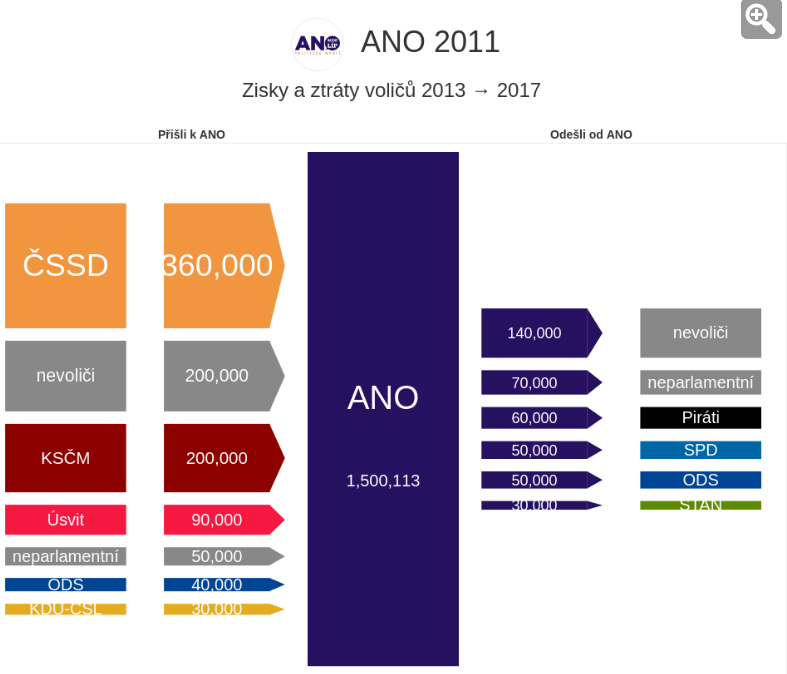 ANO
ANO 2011
Zisky a ztráty voličů 2013 → 2017
Přišli k ANO
Odešli od ANO
ČSSD 360,000
nevoliči 200,000
KSČM 200,000
Úsvit 90,000
neparlamentní 50,000
ODS 40,000
KDU-ČSL 30,000
ANO
1,500,113
140,000 nevoliči
70,000 neparlamentní
60,000 Piráti
50,000 SPD
50,000 ODS
30,000 STAN